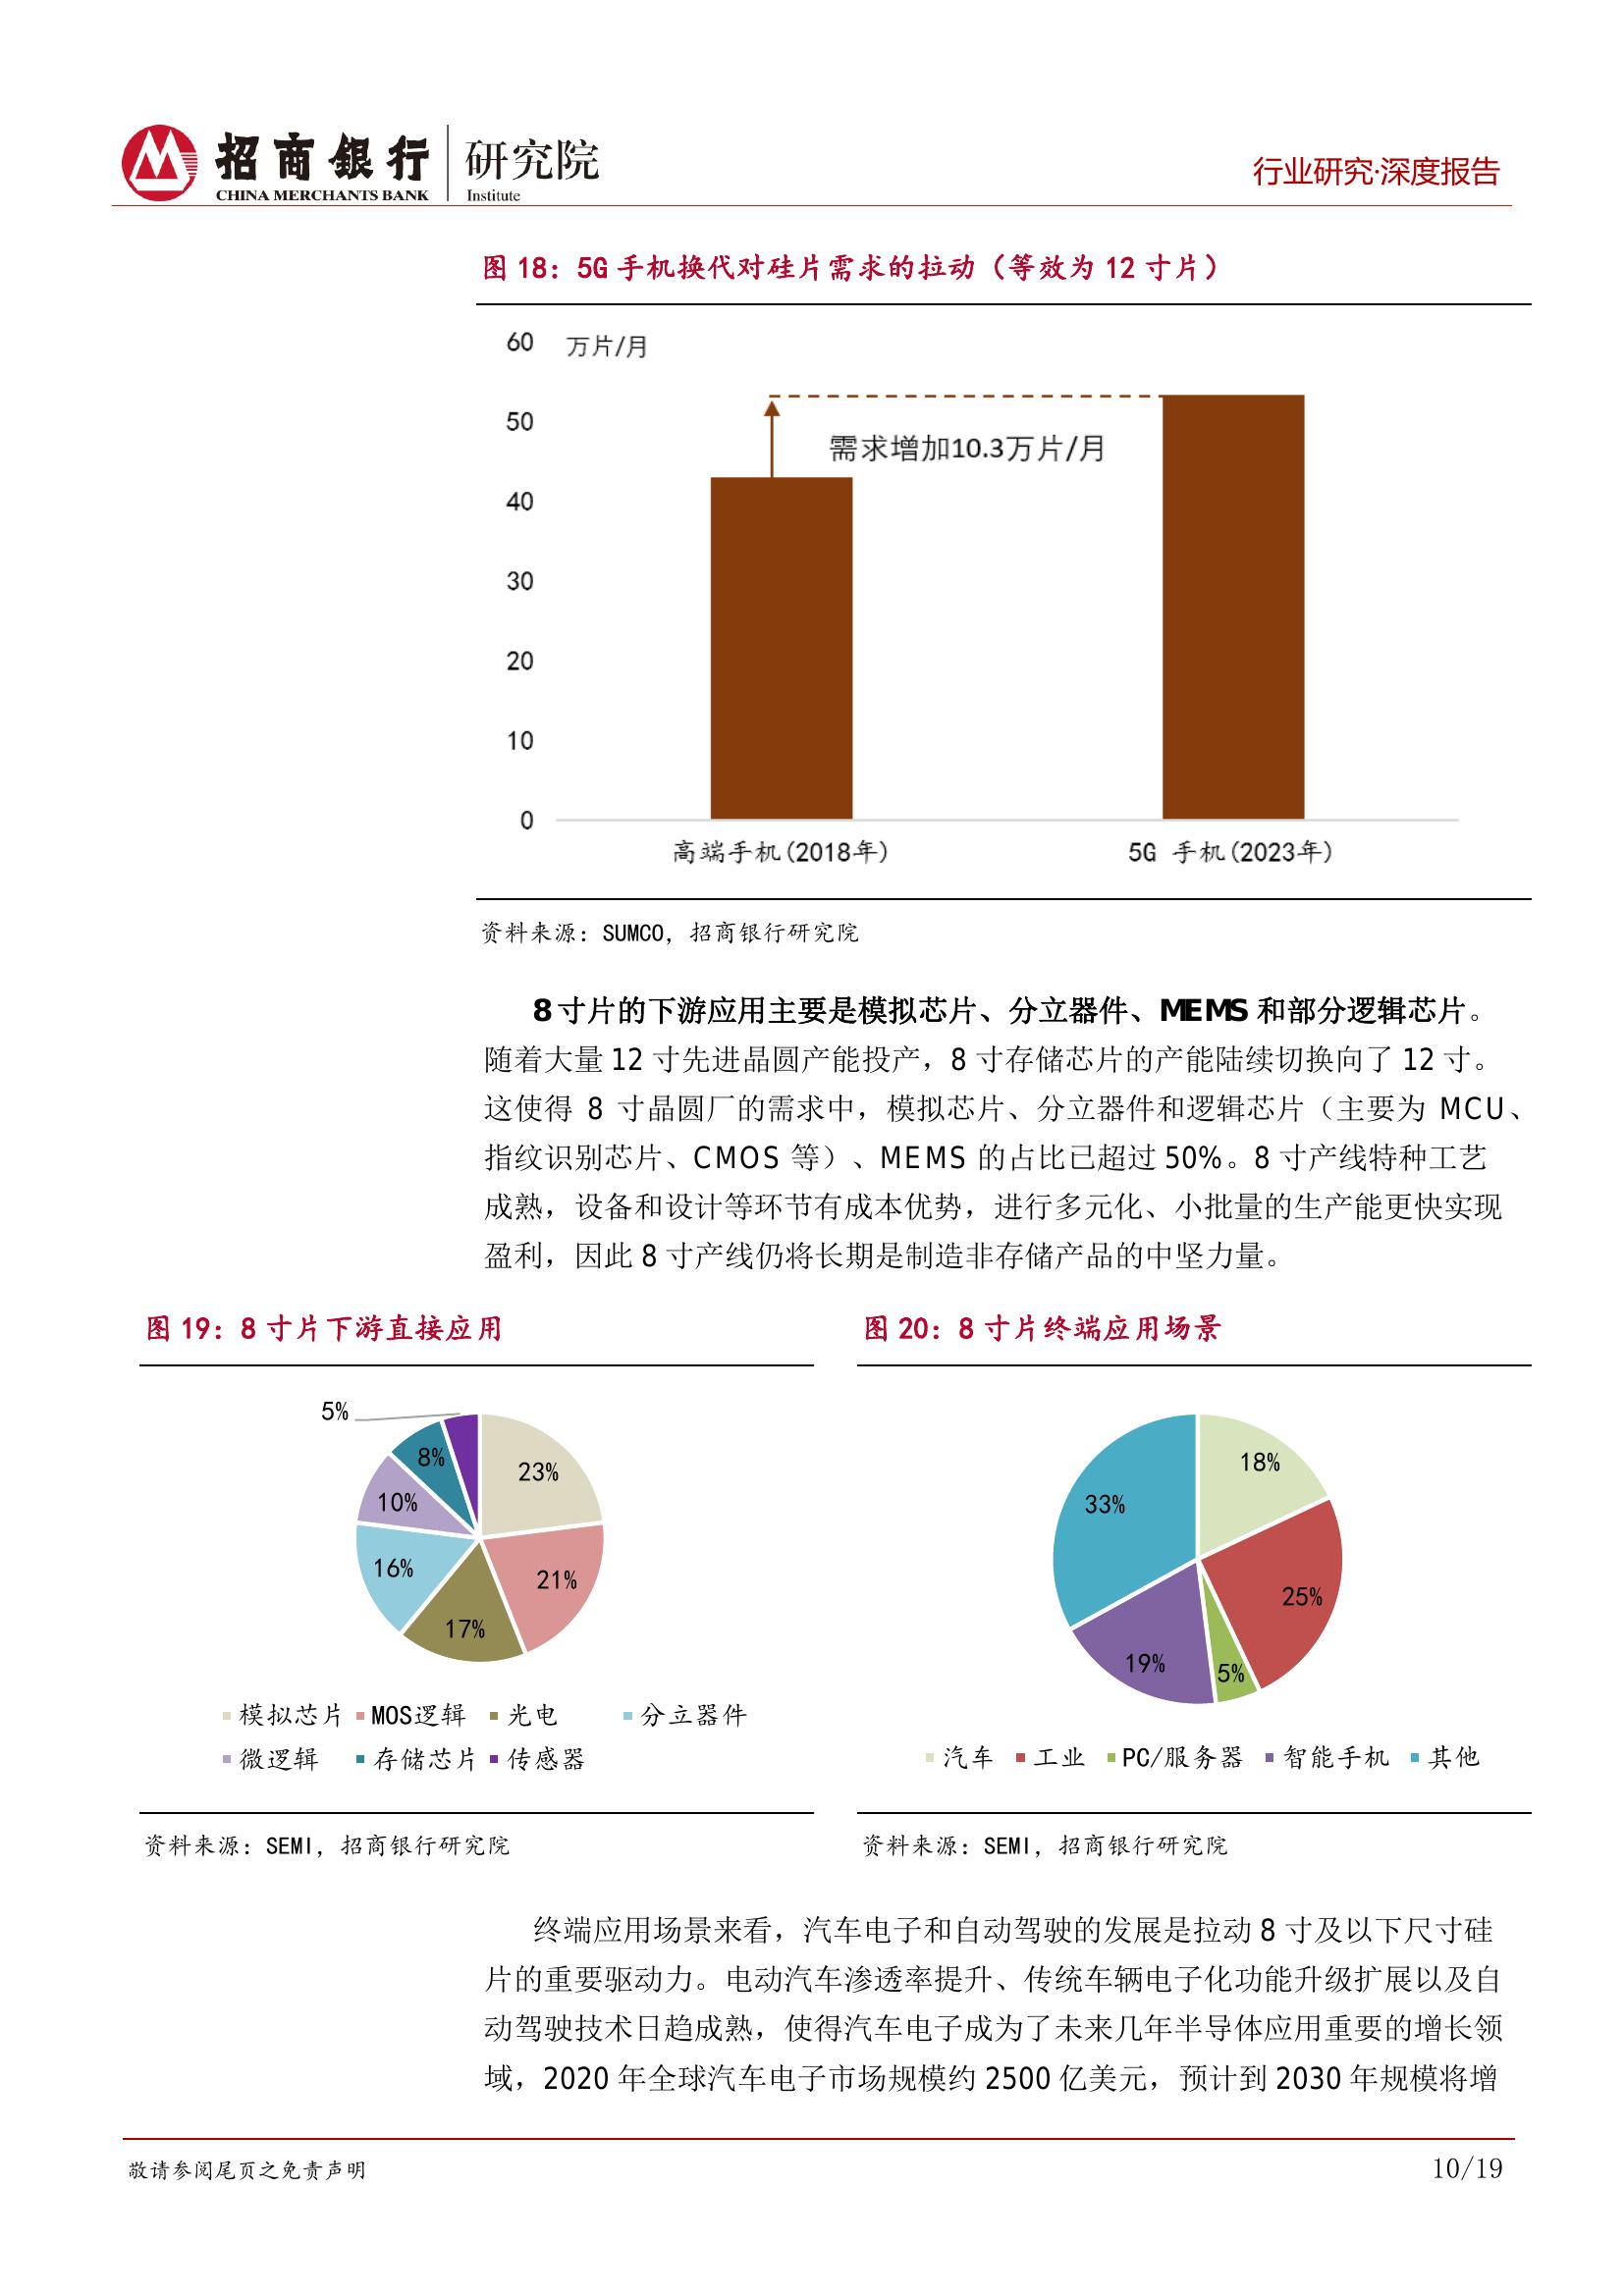 招商银行 研究院
CHINA MERCHANTS BANK Institute
行业研究·深度报告
图 18：5G 手机换代对硅片需求的拉动（等效为 12 寸片）
60 万片/月
50
需求增加10.3万片/月
40
30
20
10
0
高端手机(2018年) 5G 手机(2023年)
资料来源：SUMCO，招商银行研究院
8 寸片的下游应用主要是模拟芯片、分立器件、MEMS 和部分逻辑芯片。
随着大量 12 寸先进晶圆产能投产，8 寸存储芯片的产能陆续切换向了 12 寸。
这使得 8 寸晶圆厂的需求中，模拟芯片、分立器件和逻辑芯片（主要为 MCU、
指纹识别芯片、CMOS 等）、MEMS 的占比已超过 50%。8 寸产线特种工艺
成熟，设备和设计等环节有成本优势，进行多元化、小批量的生产能更快实现
盈利，因此 8 寸产线仍将长期是制造非存储产品的中坚力量。
图 19：8 寸片下游直接应用
5%
8%
23%
10%
16%
21%
17%
模拟芯片 MOS逻辑 光电 分立器件
微逻辑 存储芯片 传感器
资料来源：SEMI，招商银行研究院
图 20：8 寸片终端应用场景
18%
33%
25%
19%
5%
汽车 工业 PC/服务器 智能手机 其他
资料来源：SEMI，招商银行研究院
终端应用场景来看，汽车电子和自动驾驶的发展是拉动 8 寸及以下尺寸硅
片的重要驱动力。电动汽车渗透率提升、传统车辆电子化功能升级扩展以及自
动驾驶技术日趋成熟，使得汽车电子成为了未来几年半导体应用重要的增长领
域，2020 年全球汽车电子市场规模约 2500 亿美元，预计到 2030 年规模将增
敬请参阅尾页之免责声明
10/19